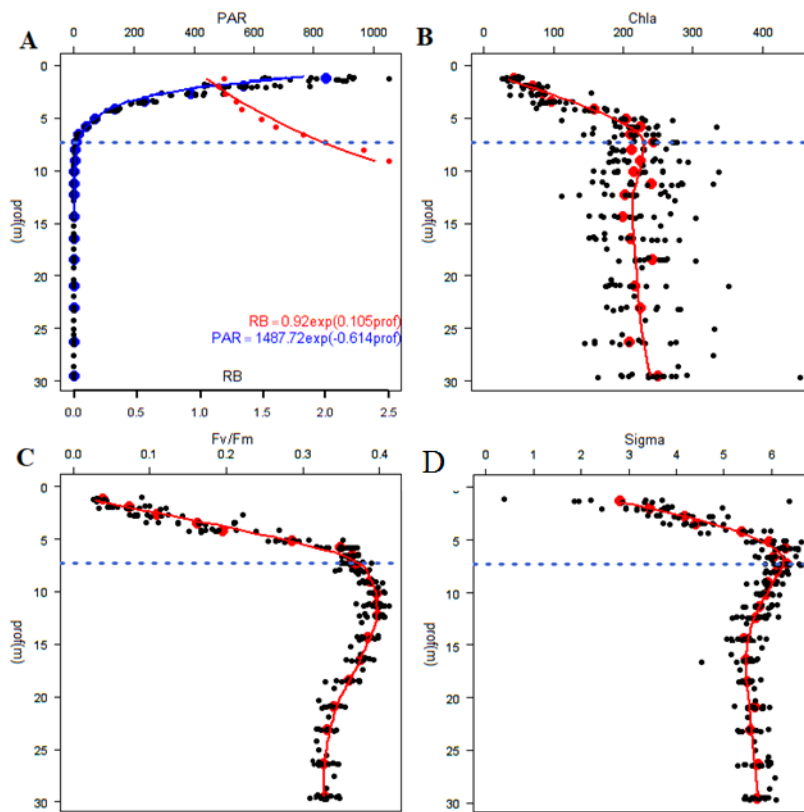 A
PAR
0 200 400 600 800 1000
prof(m)
0
5
10
15
20
25
30
RB = 0.92exp(0.105prof)
PAR = 1487.72exp(-0.614prof)
RB
0.0 0.5 1.0 1.5 2.0 2.5
B
Chla
0 100 200 300 400
prof(m)
0
5
10
15
20
25
30
C
Fv/Fm
0.0 0.1 0.2 0.3 0.4
prof(m)
0
5
10
15
20
25
30
D
Sigma
0 2 3 4 5 6
prof(m)
5
10
15
20
25
30